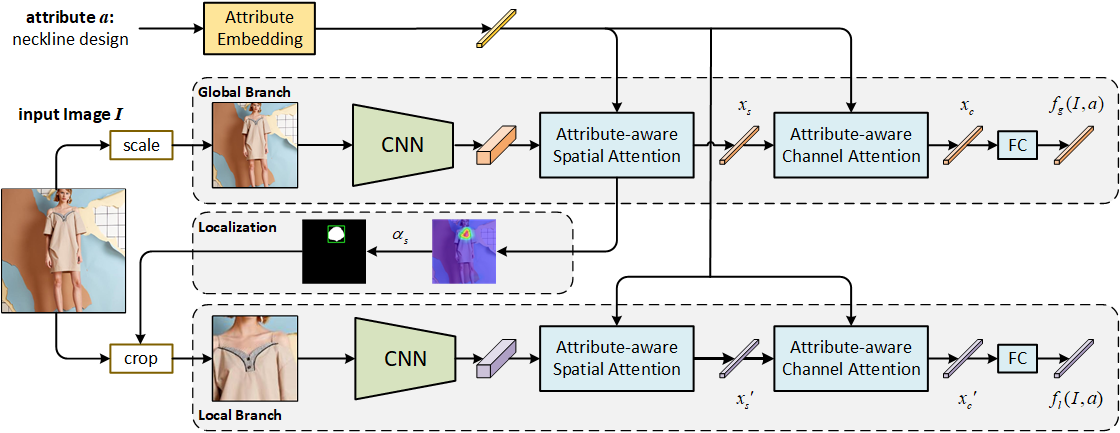 attribute a:
neckline design
Attribute
Embedding
Global Branch
input Image I
scale
CNN
Attribute-aware
Spatial Attention
x_s
Attribute-aware
Channel Attention
x_c
FC
f_g(I,a)
Localization
α_s
crop
CNN
Attribute-aware
Spatial Attention
x_s'
Attribute-aware
Channel Attention
x_c'
FC
f_l(I,a)
Local Branch